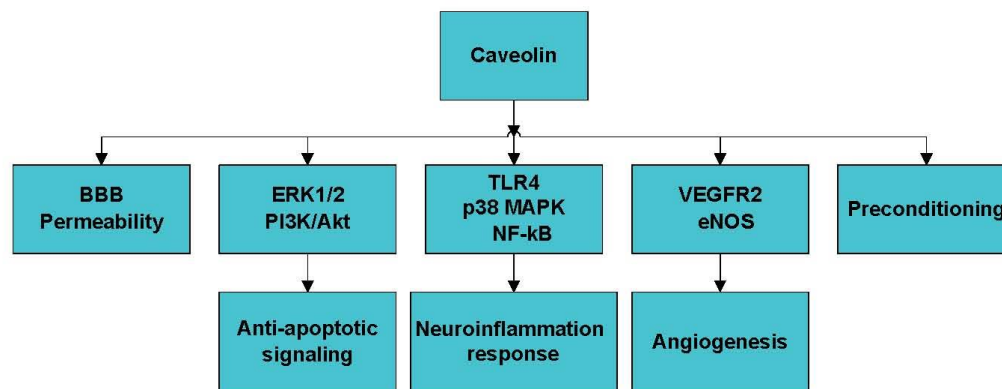 Caveolin
BBB
Permeability
ERK1/2
PI3K/Akt
TLR4
p38 MAPK
NF-kB
VEGFR2
eNOS
Preconditioning
Anti-apoptotic
signaling
Neuroinflammation
response
Angiogenesis